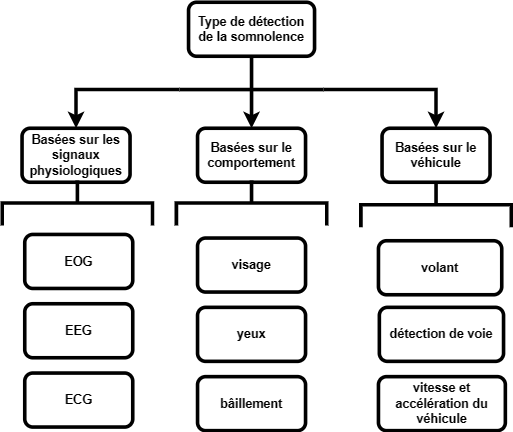 Type de détection
de la somnolence
Basées sur les
signaux
physiologiques
Basées sur le
comportement
Basées sur le
véhicule
EOG
visage
volant
EEG
yeux
détection de voie
ECG
bâillement
vitesse et
accélération du
véhicule